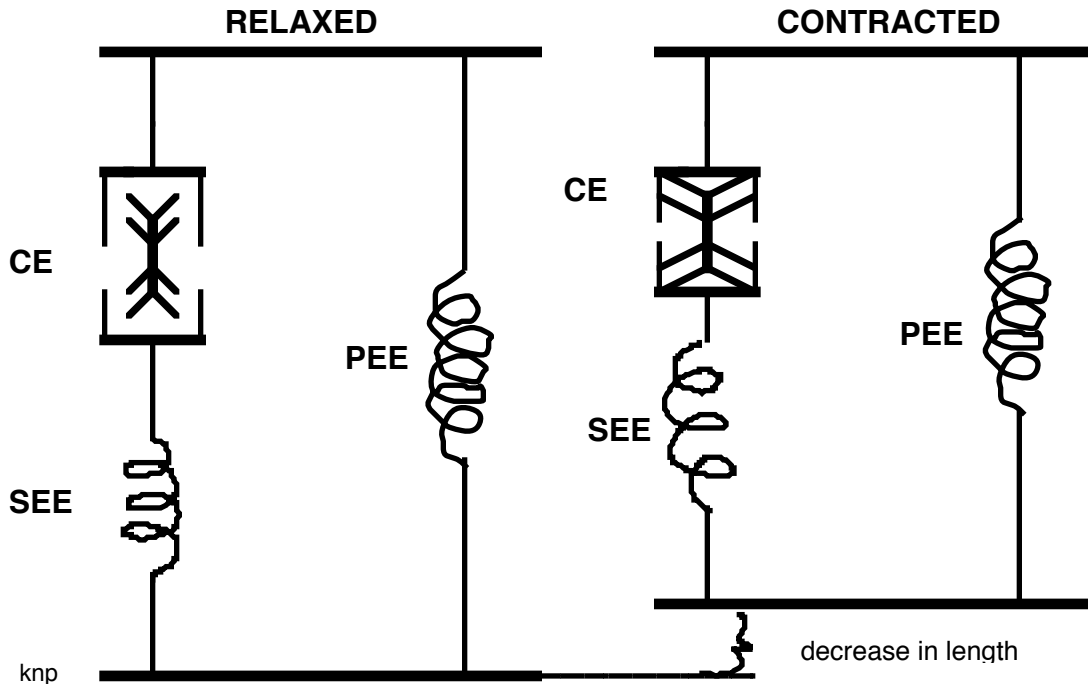 RELAXED
CONTRACTED
CE
CE
PEE
PEE
SEE
SEE
decrease in length
knp